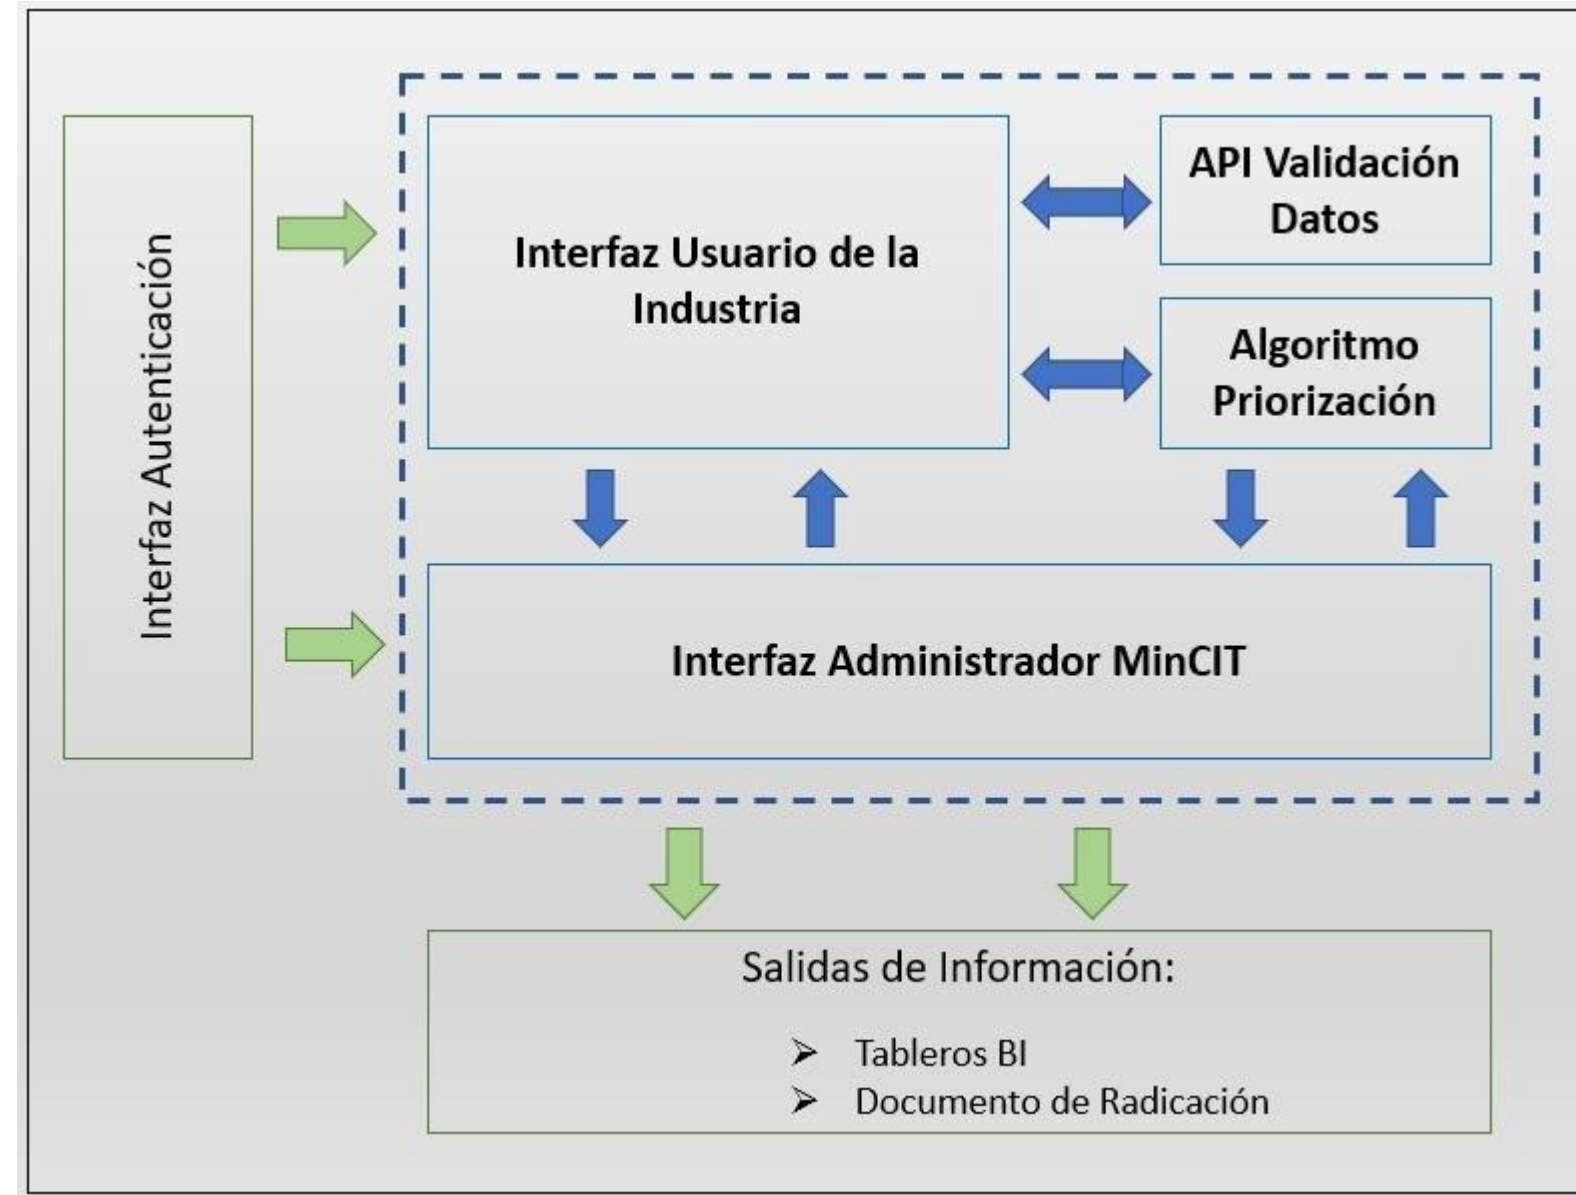 Interfaz Autenticación
Interfaz Usuario de la
Industria
API Validación
Datos
Algoritmo
Priorización
Interfaz Administrador MinCIT
Salidas de Información:
➢ Tableros BI
➢ Documento de Radicación